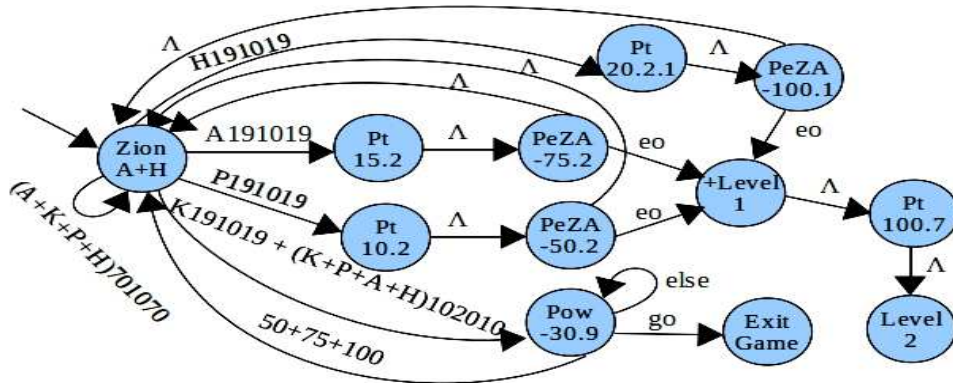 Λ
H191019
Pt
20.2.1
Λ
PeZA
-100.1
Λ
Λ
eo
Zion
A+H
A191019
Pt
15.2
Λ
PeZA
-75.2
eo
+Level
1
Λ
Pt
100.7
P191019
Pt
10.2
Λ
PeZA
-50.2
eo
Λ
(A+K+P+H)701070
K191019 + (K+P+A+H)102010
Pow
-30.9
else
go
Exit
Game
Level
2
50+75+100